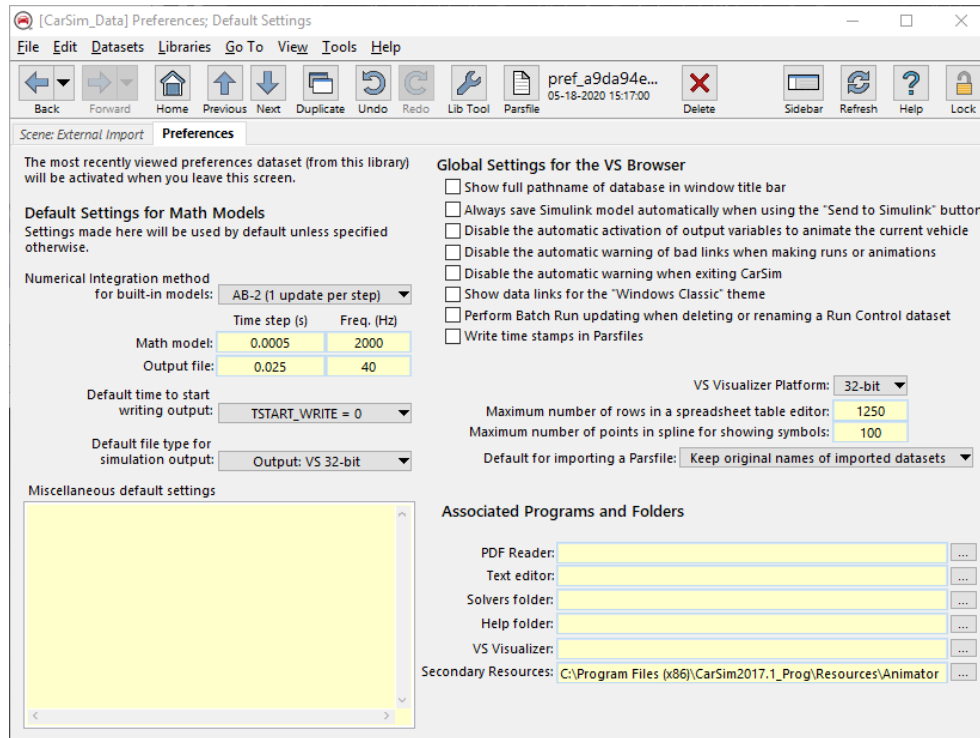 [CarSim_Data] Preferences; Default Settings
File Edit Datasets Libraries Go To View Tools Help
Back Forward Home Previous Next Duplicate Undo Redo Lib Tool Parsfile pref_a9da94e... 05-18-2020 15:17:00 Delete Sidebar Refresh Help Lock
Scene: External Import Preferences
The most recently viewed preferences dataset (from this library)
will be activated when you leave this screen.
Default Settings for Math Models
Settings made here will be used by default unless specified
otherwise.
Numerical Integration method
for built-in models: AB-2 (1 update per step)
Time step (s) Freq. (Hz)
Math model: 0.0005 2000
Output file: 0.025 40
Default time to start
writing output: TSTART_WRITE = 0
Default file type for
simulation output: Output: VS 32-bit
Miscellaneous default settings
Global Settings for the VS Browser
Show full pathname of database in window title bar
Always save Simulink model automatically when using the "Send to Simulink" button
Disable the automatic activation of output variables to animate the current vehicle
Disable the automatic warning of bad links when making runs or animations
Disable the automatic warning when exiting CarSim
Show data links for the "Windows Classic" theme
Perform Batch Run updating when deleting or renaming a Run Control dataset
Write time stamps in Parsfiles
VS Visualizer Platform: 32-bit
Maximum number of rows in a spreadsheet table editor: 1250
Maximum number of points in spline for showing symbols: 100
Default for importing a Parsfile: Keep original names of imported datasets
Associated Programs and Folders
PDF Reader: ...
Text editor: ...
Solvers folder: ...
Help folder: ...
VS Visualizer: ...
Secondary Resources: C:\Program Files (x86)\CarSim2017.1_Prog\Resources\Animator ...